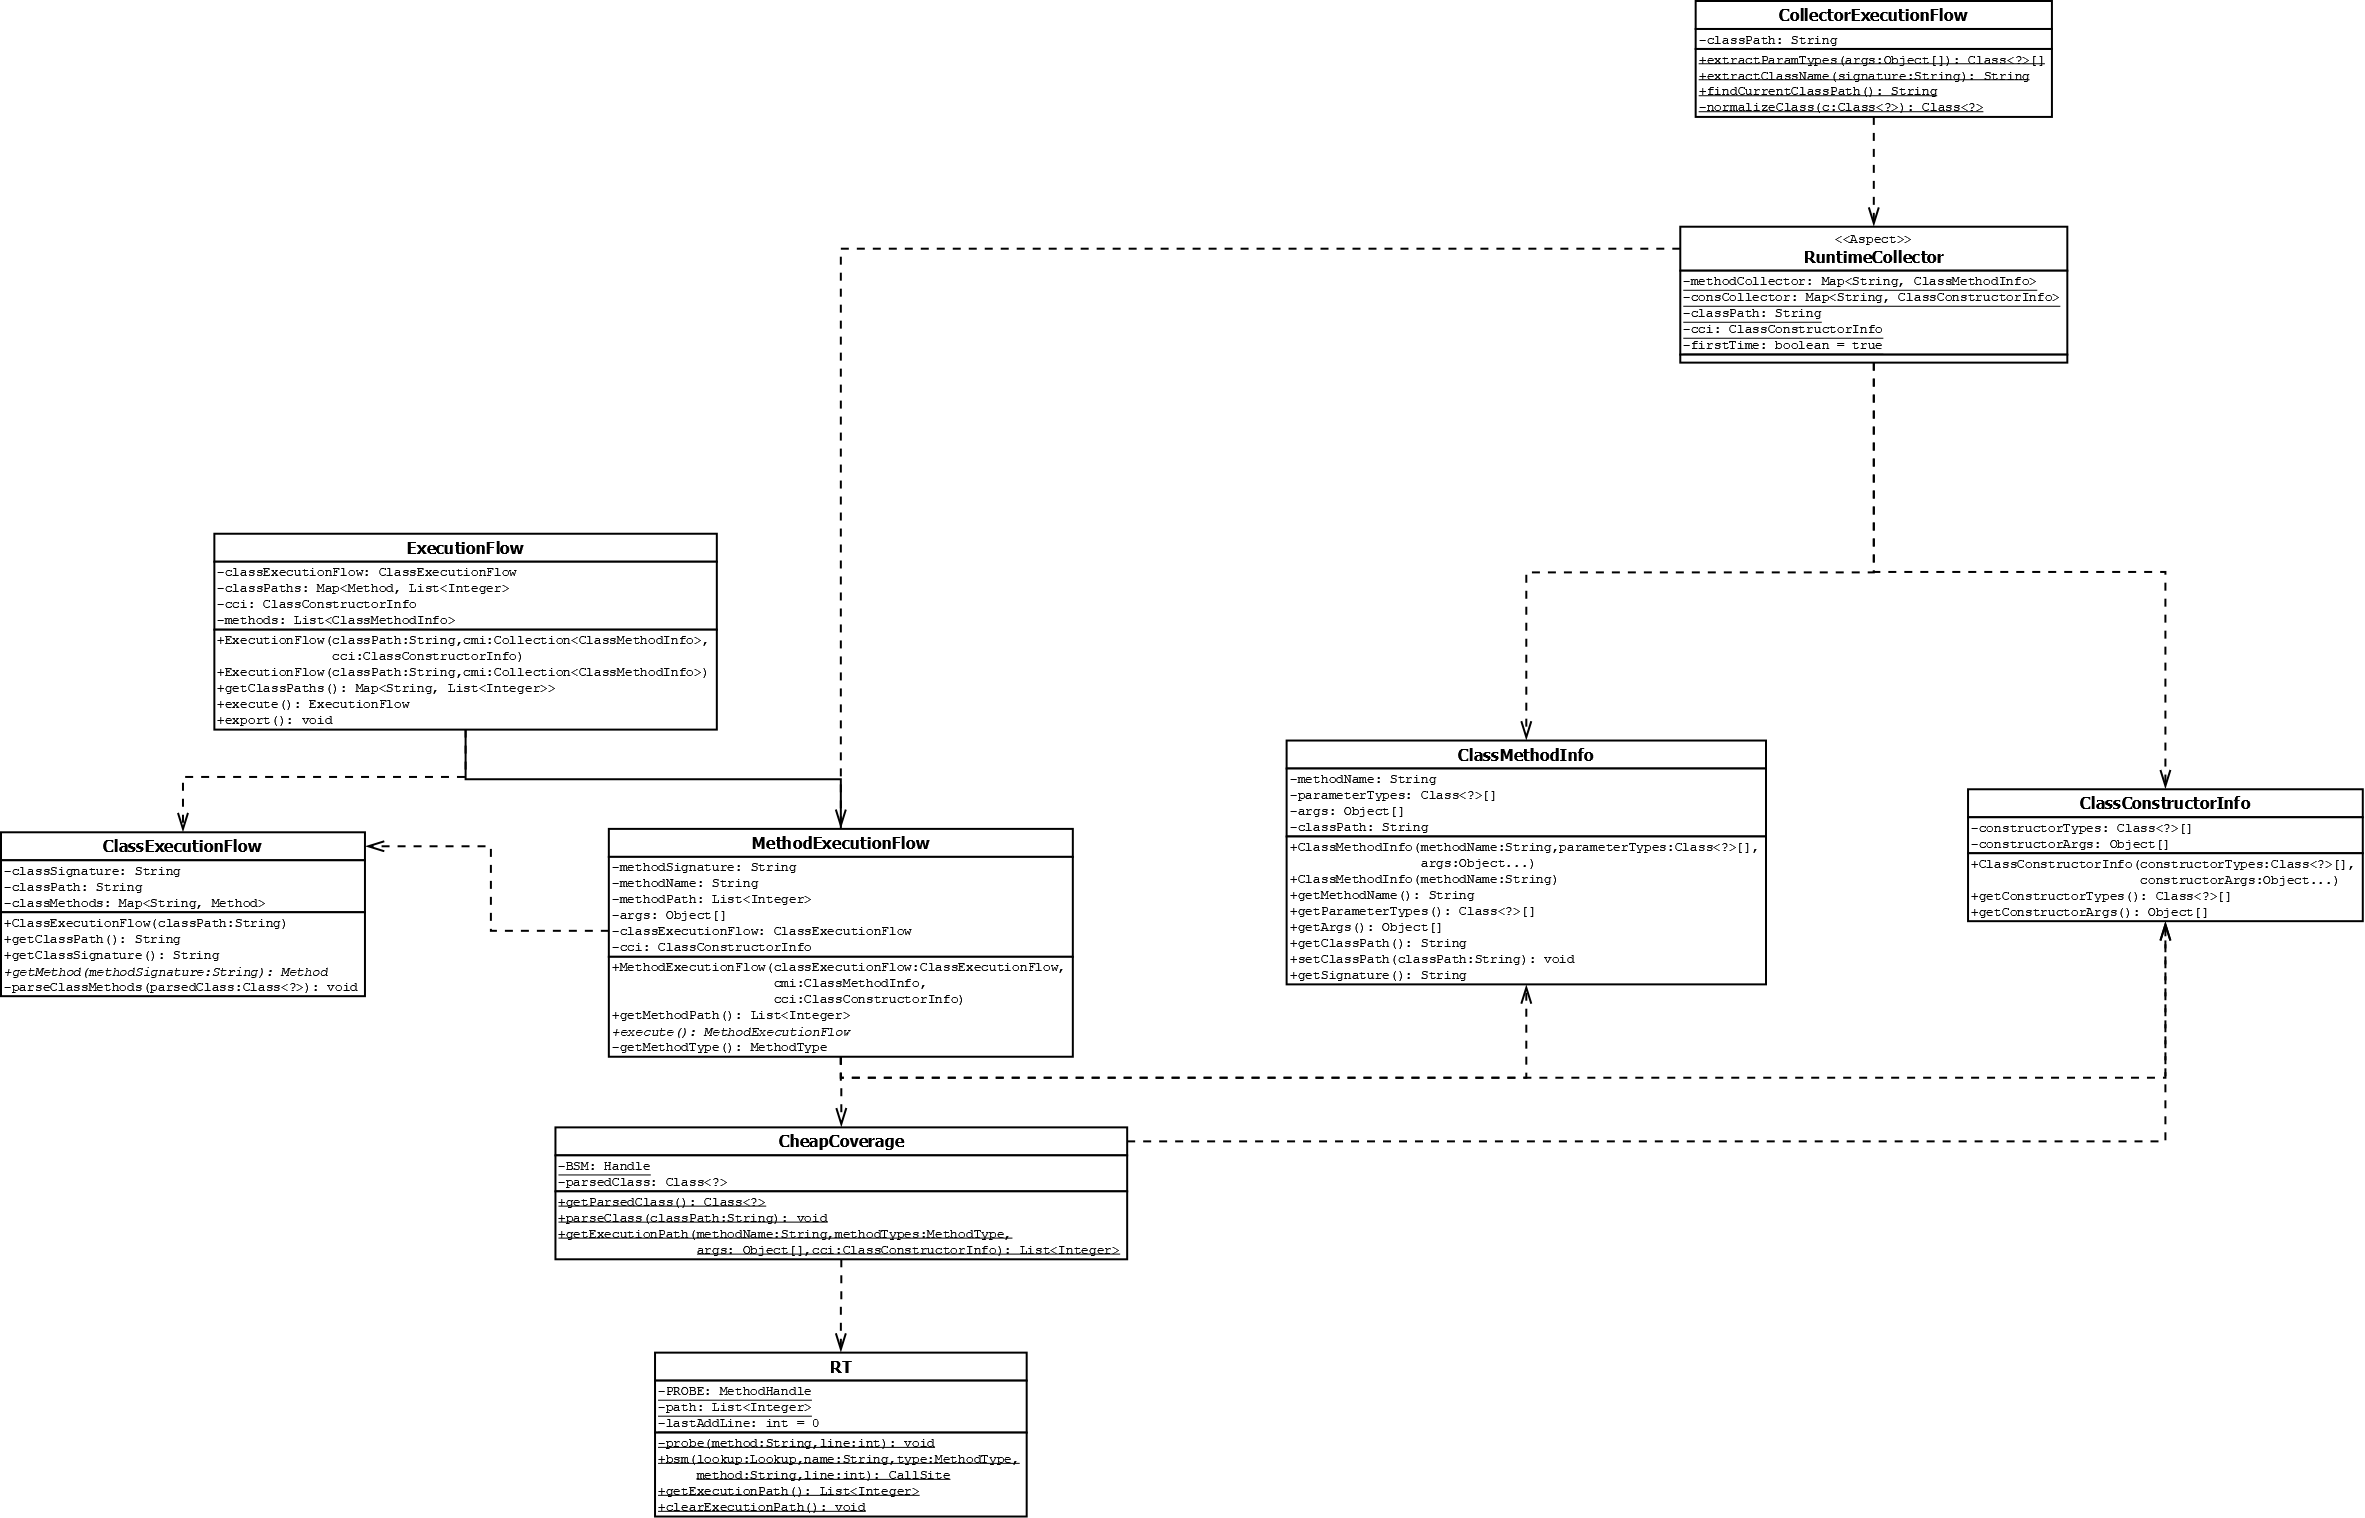 CollectorExecutionFlow
-classPath: String
+extractParamTypes(args:Object[]): Class<?>[]
+extractClassName(signature:String): String
+findCurrentClassPath(): String
-normalizeClass(c:Class<?>): Class<?>
<<Aspect>>
RuntimeCollector
-methodCollector: Map<String, ClassMethodInfo>
-consCollector: Map<String, ClassConstructorInfo>
-classPath: String
-cci: ClassConstructorInfo
-firstTime: boolean = true
ExecutionFlow
-classExecutionFlow: ClassExecutionFlow
-classPaths: Map<Method, List<Integer>
-cci: ClassConstructorInfo
-methods: List<ClassMethodInfo>
+ExecutionFlow(classPath:String,cmi:Collection<ClassMethodInfo>,
cci:ClassConstructorInfo)
+ExecutionFlow(classPath:String,cmi:Collection<ClassMethodInfo>)
+getClassPaths(): Map<String, List<Integer>>
+execute(): ExecutionFlow
+export(): void
ClassExecutionFlow
-classSignature: String
-classPath: String
-classMethods: Map<String, Method>
+ClassExecutionFlow(classPath:String)
+getClassPath(): String
+getClassSignature(): String
+getMethod(methodSignature:String): Method
-parseClassMethods(parsedClass:Class<?>): void
MethodExecutionFlow
-methodSignature: String
-methodName: String
-methodPath: List<Integer>
-args: Object[]
-classExecutionFlow: ClassExecutionFlow
-cci: ClassConstructorInfo
+MethodExecutionFlow(classExecutionFlow:ClassExecutionFlow,
cmi:ClassMethodInfo,
cci:ClassConstructorInfo)
+getMethodPath(): List<Integer>
+execute(): MethodExecutionFlow
-getMethodType(): MethodType
ClassMethodInfo
-methodName: String
-parameterTypes: Class<?>[]
-args: Object[]
-classPath: String
+ClassMethodInfo(methodName:String,parameterTypes:Class<?>[],
args:Object...)
+ClassMethodInfo(methodName:String)
+getMethodName(): String
+getParameterTypes(): Class<?>[]
+getArgs(): Object[]
+getClassPath(): String
+setClassPath(classPath:String): void
+getSignature(): String
ClassConstructorInfo
-constructorTypes: Class<?>[]
-constructorArgs: Object[]
+ClassConstructorInfo(constructorTypes:Class<?>[],
constructorArgs:Object...)
+getConstructorTypes(): Class<?>[]
+getConstructorArgs(): Object[]
CheapCoverage
-BSM: Handle
-parsedClass: Class<?>
+getParsedClass(): Class<?>
+parseClass(classPath:String): void
+getExecutionPath(methodName:String,methodTypes:MethodType,
args: Object[],cci:ClassConstructorInfo): List<Integer>
RT
-PROBE: MethodHandle
-path: List<Integer>
-lastAddLine: int = 0
-probe(method:String,line:int): void
+bsm(lookup:Lookup,name:String,type:MethodType,
method:String,line:int): CallSite
+getExecutionPath(): List<Integer>
+clearExecutionPath(): void